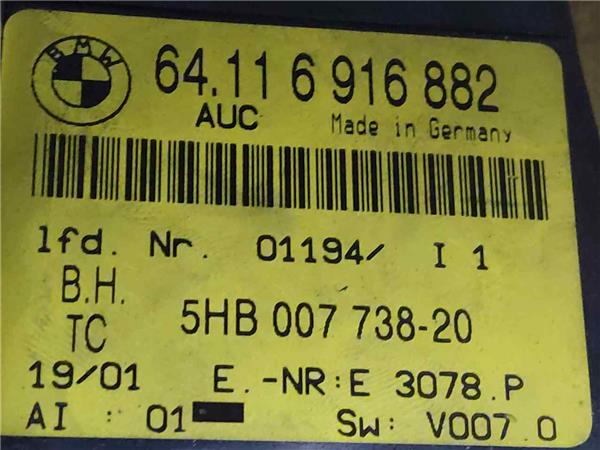 BMW
64.11 6 916 882
AUC Made in Germany
lfd. Nr. 01194/ I 1
B.H.
TC 5HB 007 738-20
19/01 E.-NR:E 3078.P
AI : 01 Sw: V007.0